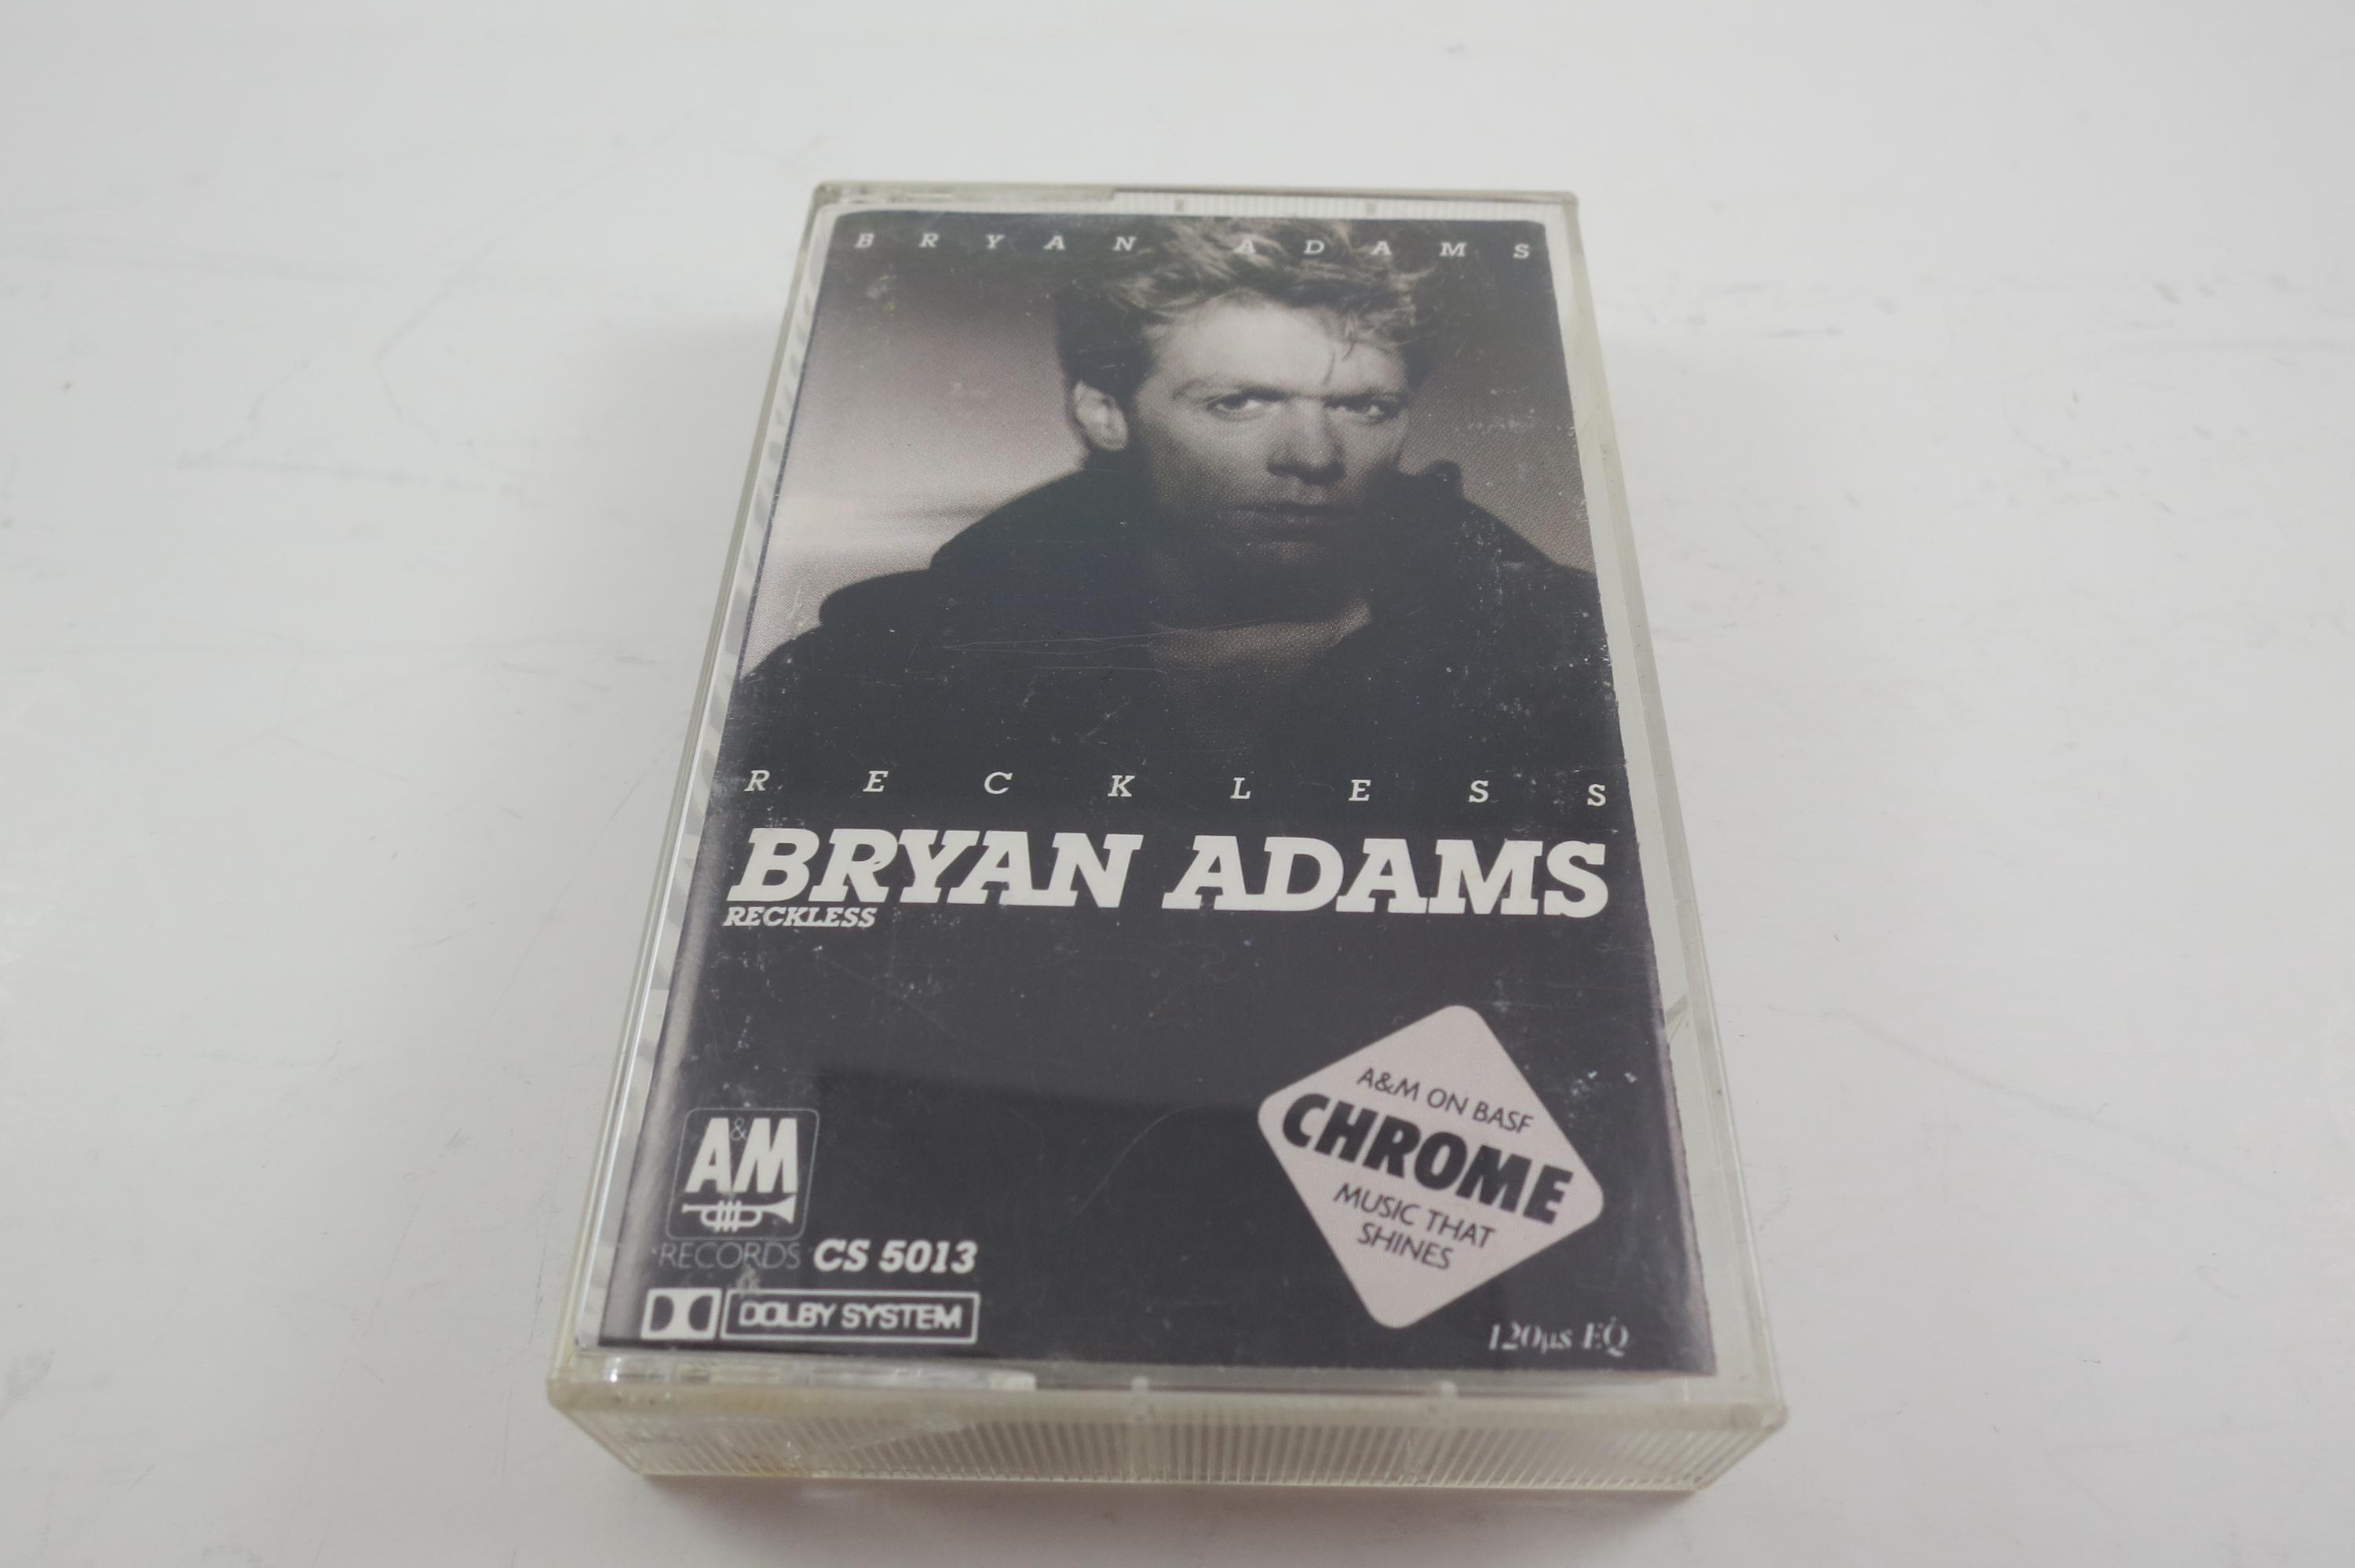 BRYAN ADAMS
RECKLESS
BRYAN ADAMS
RECKLESS
A&M ON BASF
CHROME
MUSIC THAT
SHINES
A&M
RECORDS CS 5013
DOLBY SYSTEM
120µs EQ